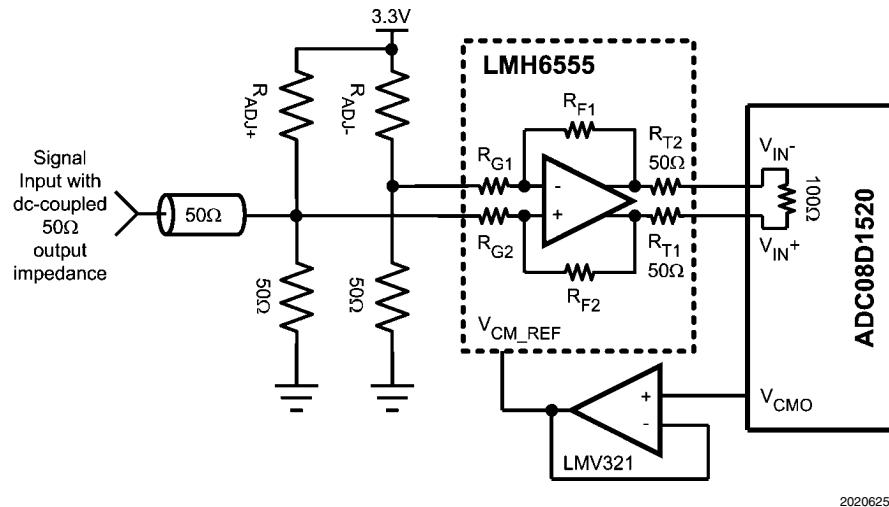 3.3V
LMH6555
RADJ+
RADJ-
RF1
RT2
50Ω
RG1
VIN-
100Ω
Signal
Input with
dc-coupled
50Ω
output
impedance
50Ω
-
+
RG2
RT1
50Ω
VIN+
50Ω
50Ω
RF2
ADC08D1520
VCM_REF
+
-
VCMO
LMV321
2020625